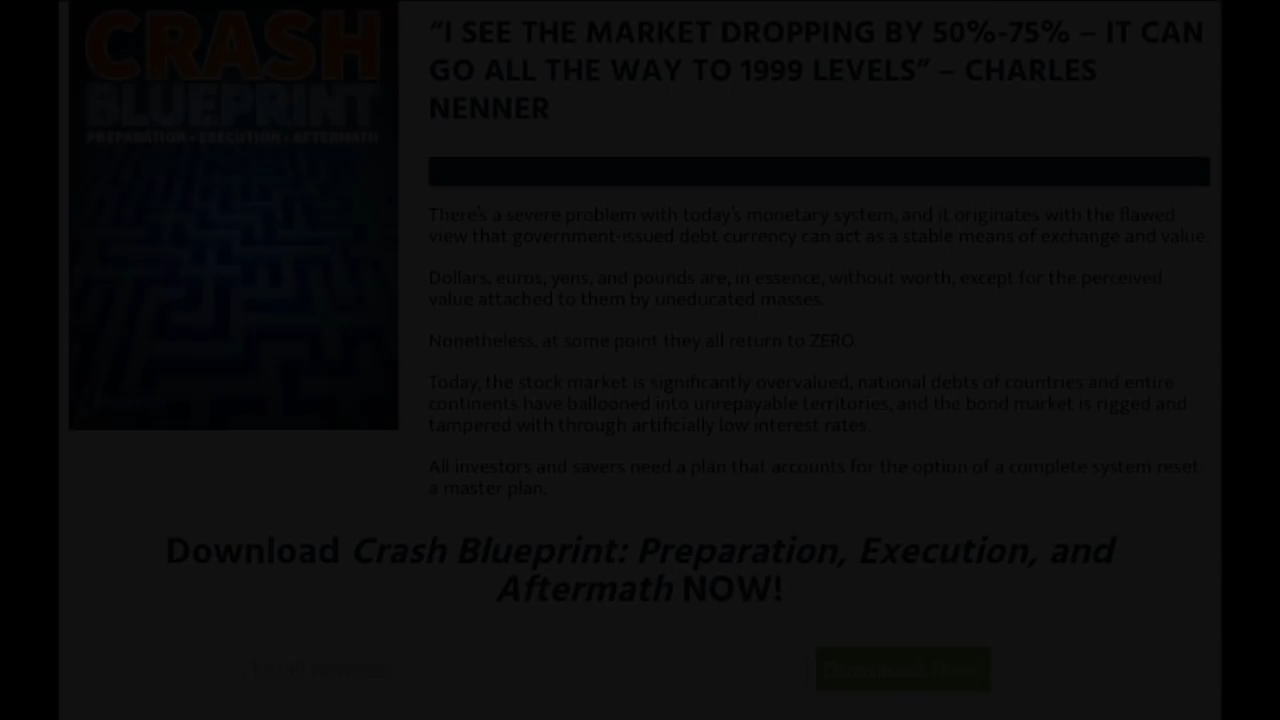 CRASH
BLUEPRINT
PREPARATION • EXECUTION • AFTERMATH
“I SEE THE MARKET DROPPING BY 50%-75% – IT CAN
GO ALL THE WAY TO 1999 LEVELS” – CHARLES
NENNER
There’s a severe problem with today’s monetary system, and it originates with the flawed
view that government-issued debt currency can act as a stable means of exchange and value.
Dollars, euros, yens, and pounds are, in essence, without worth, except for the perceived
value attached to them by uneducated masses.
Nonetheless, at some point they all return to ZERO.
Today, the stock market is significantly overvalued, national debts of countries and entire
continents have ballooned into unrepayable territories, and the bond market is rigged and
tampered with through artificially low interest rates.
All investors and savers need a plan that accounts for the option of a complete system reset
a master plan.
Download Crash Blueprint: Preparation, Execution, and
Aftermath NOW!
Download